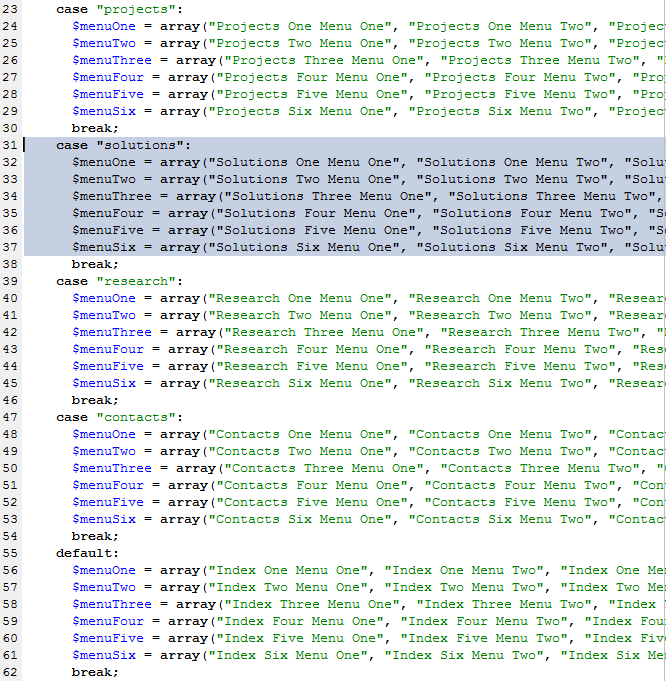 23 case "projects":
24 $menuOne = array("Projects One Menu One", "Projects One Menu Two", "Projec
25 $menuTwo = array("Projects Two Menu One", "Projects Two Menu Two", "Projec
26 $menuThree = array("Projects Three Menu One", "Projects Three Menu Two", "
27 $menuFour = array("Projects Four Menu One", "Projects Four Menu Two", "Pro
28 $menuFive = array("Projects Five Menu One", "Projects Five Menu Two", "Pro
29 $menuSix = array("Projects Six Menu One", "Projects Six Menu Two", "Projec
30 break;
31 case "solutions":
32 $menuOne = array("Solutions One Menu One", "Solutions One Menu Two", "Solu
33 $menuTwo = array("Solutions Two Menu One", "Solutions Two Menu Two", "Solu
34 $menuThree = array("Solutions Three Menu One", "Solutions Three Menu Two",
35 $menuFour = array("Solutions Four Menu One", "Solutions Four Menu Two", "S
36 $menuFive = array("Solutions Five Menu One", "Solutions Five Menu Two", "S
37 $menuSix = array("Solutions Six Menu One", "Solutions Six Menu Two", "Solu
38 break;
39 case "research":
40 $menuOne = array("Research One Menu One", "Research One Menu Two", "Resear
41 $menuTwo = array("Research Two Menu One", "Research Two Menu Two", "Resear
42 $menuThree = array("Research Three Menu One", "Research Three Menu Two", "
43 $menuFour = array("Research Four Menu One", "Research Four Menu Two", "Res
44 $menuFive = array("Research Five Menu One", "Research Five Menu Two", "Res
45 $menuSix = array("Research Six Menu One", "Research Six Menu Two", "Resear
46 break;
47 case "contacts":
48 $menuOne = array("Contacts One Menu One", "Contacts One Menu Two", "Contac
49 $menuTwo = array("Contacts Two Menu One", "Contacts Two Menu Two", "Contac
50 $menuThree = array("Contacts Three Menu One", "Contacts Three Menu Two", "
51 $menuFour = array("Contacts Four Menu One", "Contacts Four Menu Two", "Con
52 $menuFive = array("Contacts Five Menu One", "Contacts Five Menu Two", "Con
53 $menuSix = array("Contacts Six Menu One", "Contacts Six Menu Two", "Contac
54 break;
55 default:
56 $menuOne = array("Index One Menu One", "Index One Menu Two", "Index One Me
57 $menuTwo = array("Index Two Menu One", "Index Two Menu Two", "Index Two Me
58 $menuThree = array("Index Three Menu One", "Index Three Menu Two", "Index
59 $menuFour = array("Index Four Menu One", "Index Four Menu Two", "Index Fou
60 $menuFive = array("Index Five Menu One", "Index Five Menu Two", "Index Fiv
61 $menuSix = array("Index Six Menu One", "Index Six Menu Two", "Index Six Me
62 break;